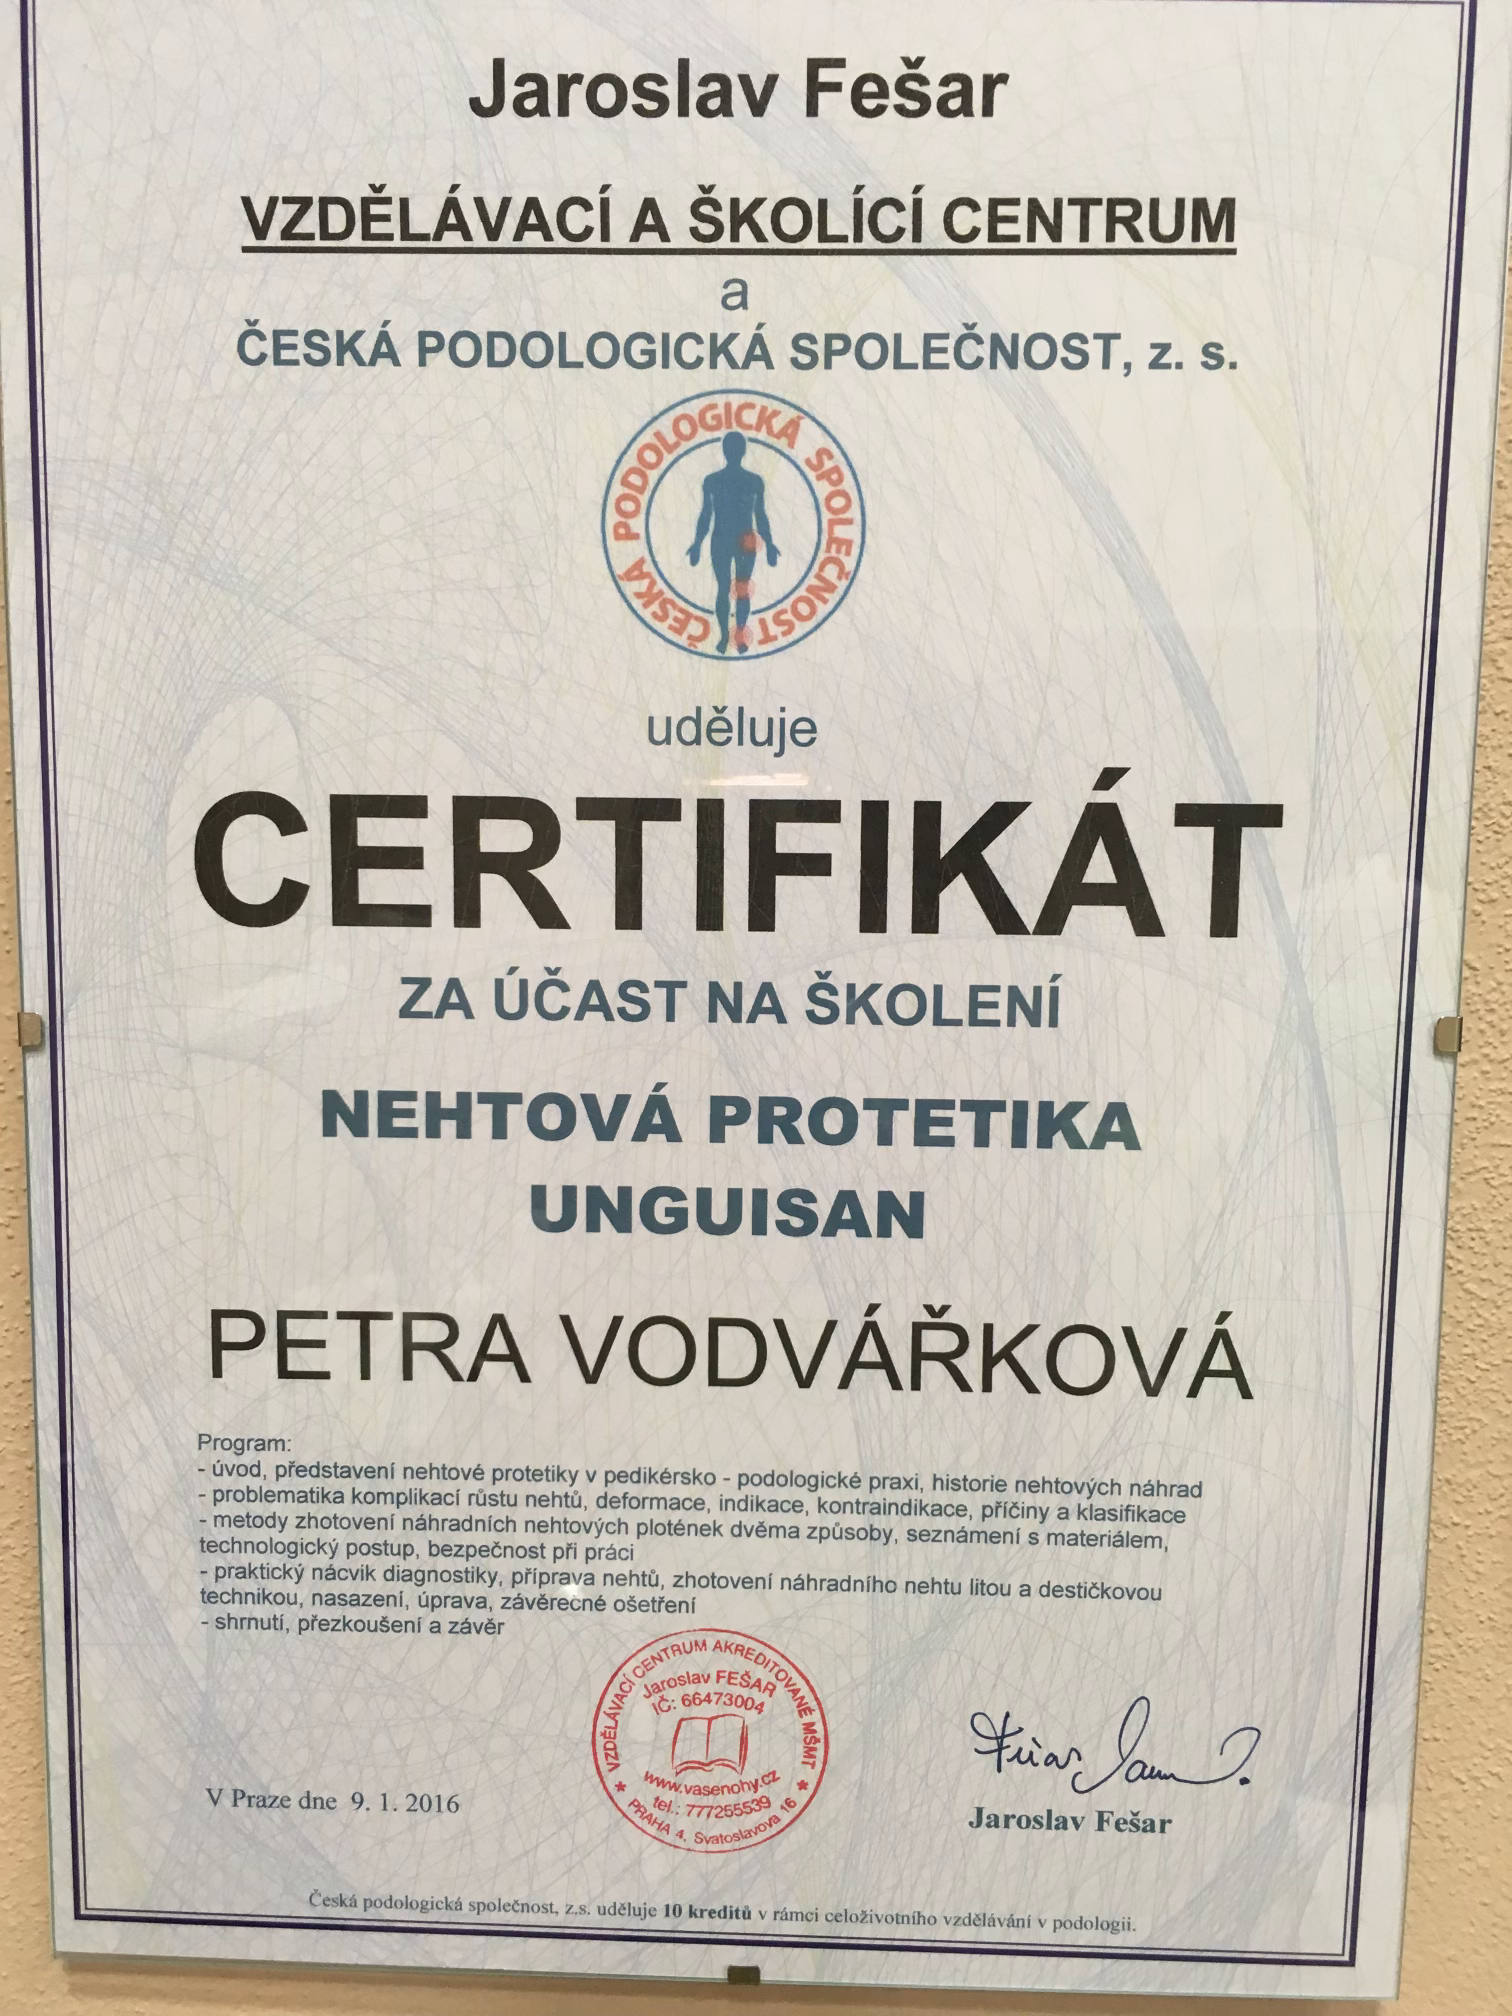 Jaroslav Fešar
VZDĚLÁVACÍ A ŠKOLÍCÍ CENTRUM
a
ČESKÁ PODOLOGICKÁ SPOLEČNOST, z. s.
ČESKÁ PODOLOGICKÁ SPOLEČNOST
uděluje
CERTIFIKÁT
ZA ÚČAST NA ŠKOLENÍ
NEHTOVÁ PROTETIKA
UNGUISAN
PETRA VODVÁŘKOVÁ
Program:
- úvod, představení nehtové protetiky v pedikérsko - podologické praxi, historie nehtových náhrad
- problematika komplikací růstu nehtů, deformace, indikace, kontraindikace, příčiny a klasifikace
- metody zhotovení náhradních nehtových plotének dvěma způsoby, seznámení s materiálem,
technologický postup, bezpečnost při práci
- praktický nácvik diagnostiky, příprava nehtů, zhotovení náhradního nehtu litou a destičkovou
technikou, nasazení, úprava, závěrecné ošetření
- shrnutí, přezkoušení a závěr
VZDĚLÁVACÍ CENTRUM AKREDITOVANÉ MŠMT
Jaroslav FEŠAR
IČ: 66473004
www.vasenohy.cz
tel.: 777255539
* PRAHA 4, Svatoslavova 16 *
V Praze dne 9. 1. 2016
Jaroslav Fešar
Česká podologická společnost, z.s. uděluje 10 kreditů v rámci celoživotního vzdělávání v podologii.